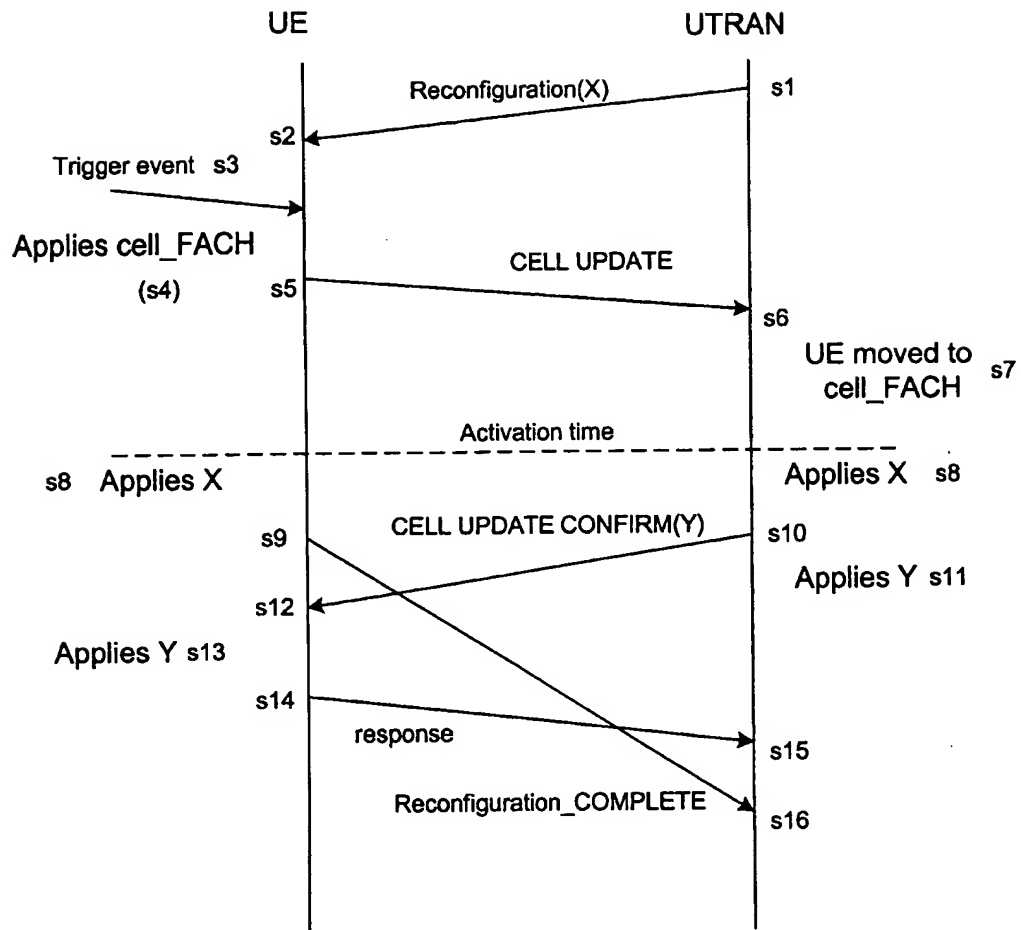 UE UTRAN
Reconfiguration(X) s1
s2
Trigger event s3
Applies cell_FACH
(s4) s5 CELL UPDATE
s6
UE moved to
cell_FACH s7
Activation time
s8 Applies X Applies X s8
s9 CELL UPDATE CONFIRM(Y) s10
Applies Y s11
s12
Applies Y s13
s14
response s15
Reconfiguration_COMPLETE s16